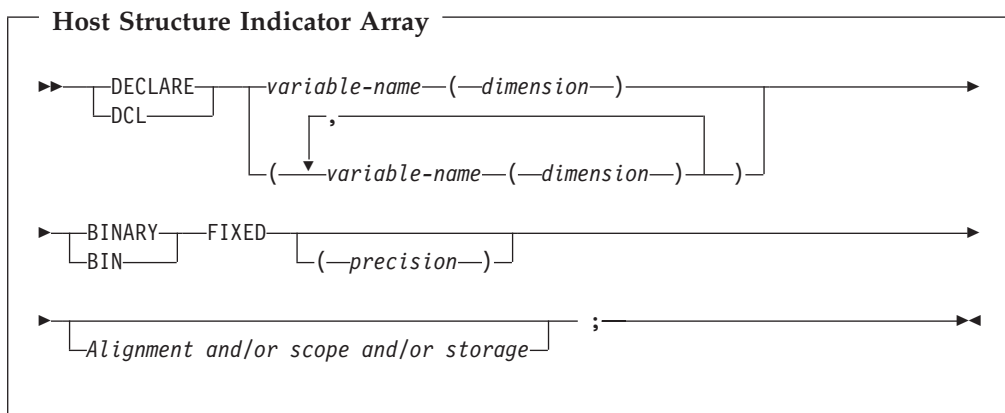 Host Structure Indicator Array
DECLARE variable-name ( dimension )
DCL ,
( variable-name ( dimension ) )
BINARY FIXED
BIN ( precision )
;
Alignment and/or scope and/or storage